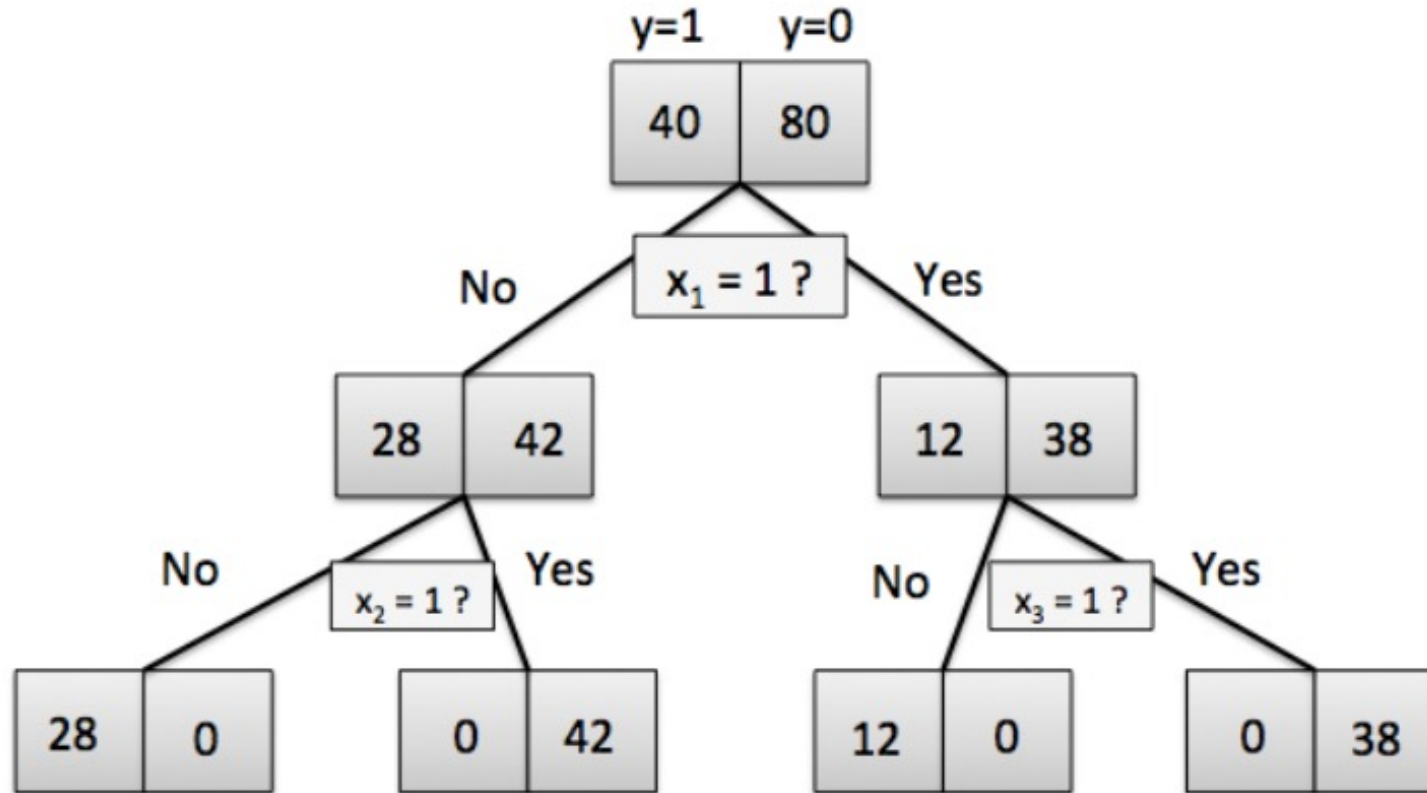 y=1 y=0
40 80
No x₁ = 1 ? Yes
28 42 12 38
No x₂ = 1 ? Yes No x₃ = 1 ? Yes
28 0 0 42 12 0 0 38